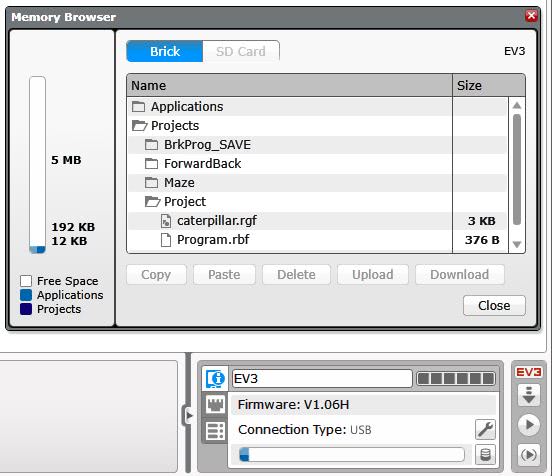 Memory Browser
Brick
SD Card
EV3
Name
Size
Applications
Projects
BrkProg_SAVE
ForwardBack
Maze
Project
caterpillar.rgf
3 KB
Program.rbf
376 B
5 MB
192 KB
12 KB
Free Space
Applications
Projects
Copy
Paste
Delete
Upload
Download
Close
EV3
EV3
Firmware: V1.06H
Connection Type: USB